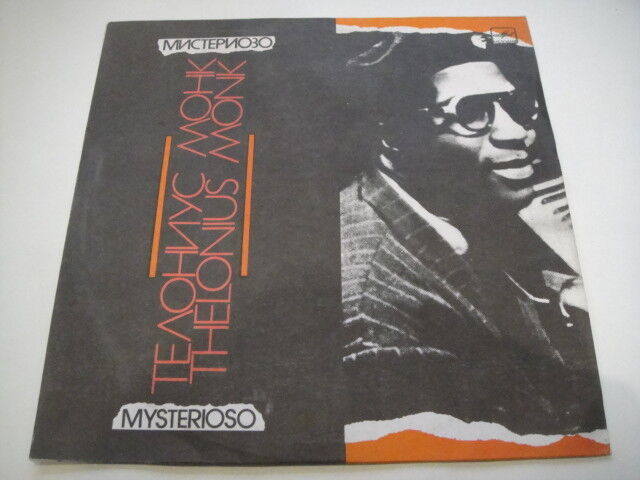 МИСТЕРИОЗО
ТЕЛОНИУС МОНК
THELONIUS MONK
MYSTERIOSO